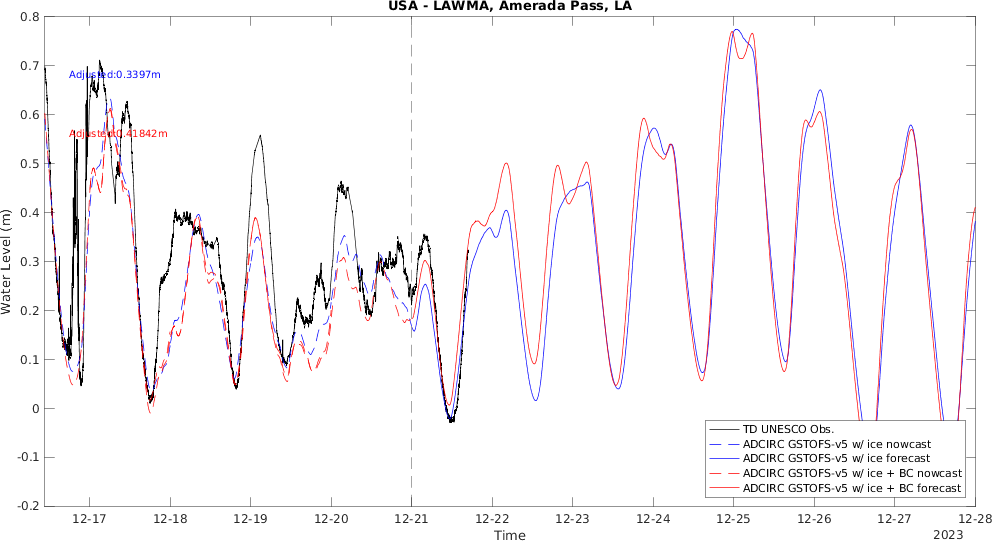 USA - LAWMA, Amerada Pass, LA
0.8
0.7
0.6
0.5
0.4
0.3
0.2
0.1
0
-0.1
-0.2
Water Level (m)
Adjusted:0.3397m
Adjusted:0.41842m
TD UNESCO Obs.
ADCIRC GSTOFS-v5 w/ ice nowcast
ADCIRC GSTOFS-v5 w/ ice forecast
ADCIRC GSTOFS-v5 w/ ice + BC nowcast
ADCIRC GSTOFS-v5 w/ ice + BC forecast
12-17 12-18 12-19 12-20 12-21 12-22 12-23 12-24 12-25 12-26 12-27 12-28
Time
2023